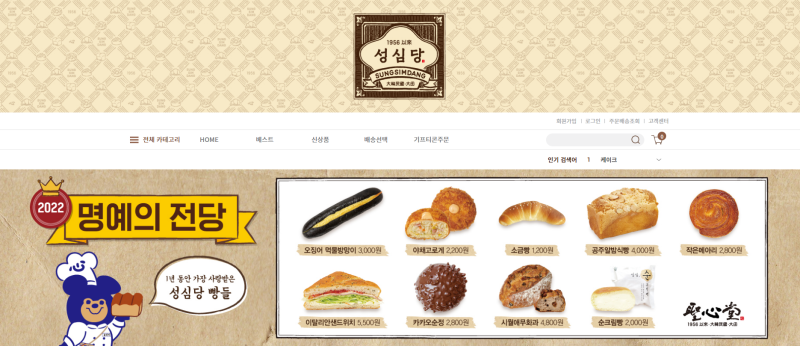 1956 以來
성심당
SUNGSIMDANG
大韓民國·大田
회원가입 | 로그인 | 주문배송조회 | 고객센터
전체 카테고리 HOME 베스트 신상품 배송선택 기프티콘주문
0
인기 검색어 1 케이크
2022
명예의 전당
1년 동안 가장 사랑받은
성심당 빵들
오징어 먹물방망이 3,000원
야채고로케 2,200원
소금빵 1,200원
공주알밤식빵 4,000원
작은메아리 2,800원
이탈리안샌드위치 5,500원
카카오순정 2,800원
시월애무화과 4,800원
순크림빵 2,000원
聖心堂
1956 以來·大韓民國·大田